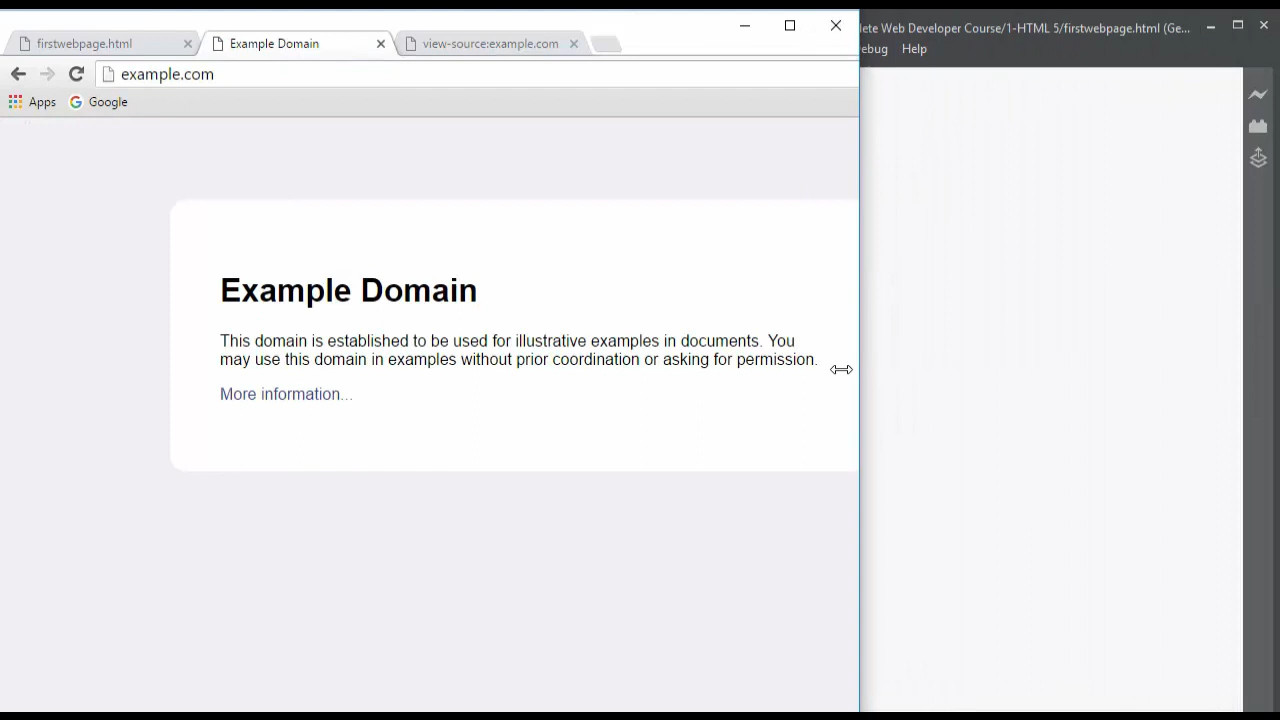 firstwebpage.html
Example Domain
view-source:example.com
lete Web Developer Course/1-HTML 5/firstwebpage.html (Ge...
ebug Help
example.com
Apps Google
Example Domain
This domain is established to be used for illustrative examples in documents. You
may use this domain in examples without prior coordination or asking for permission.
More information...